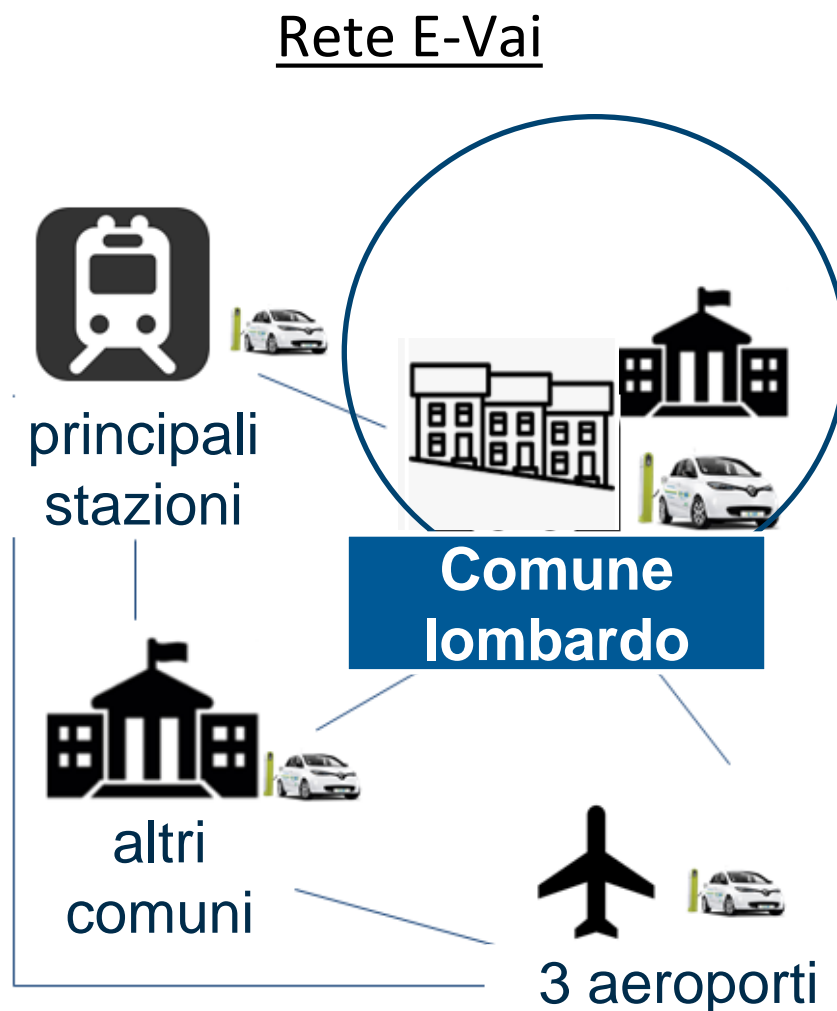 Rete E-Vai
principali
stazioni
Comune
lombardo
altri
comuni
3 aeroporti